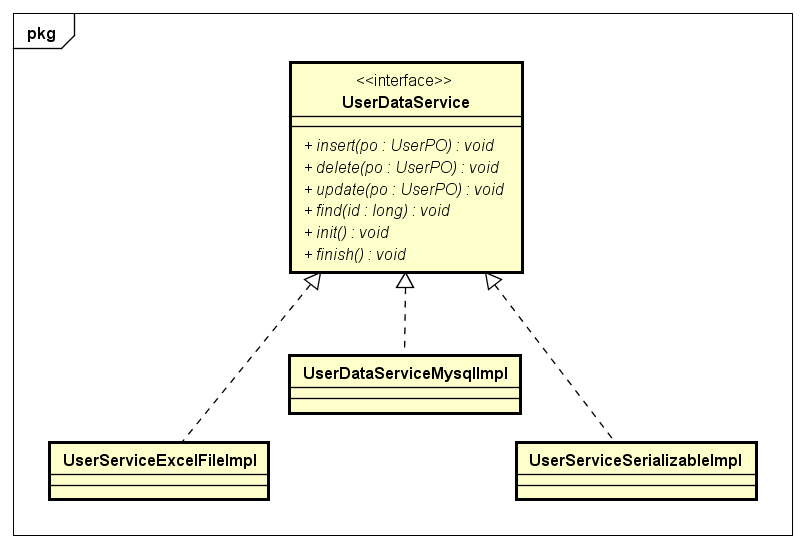 pkg
<<interface>>
UserDataService
+ insert(po : UserPO) : void
+ delete(po : UserPO) : void
+ update(po : UserPO) : void
+ find(id : long) : void
+ init() : void
+ finish() : void
UserDataServiceMysqlImpl
UserServiceExcelFileImpl
UserServiceSerializableImpl